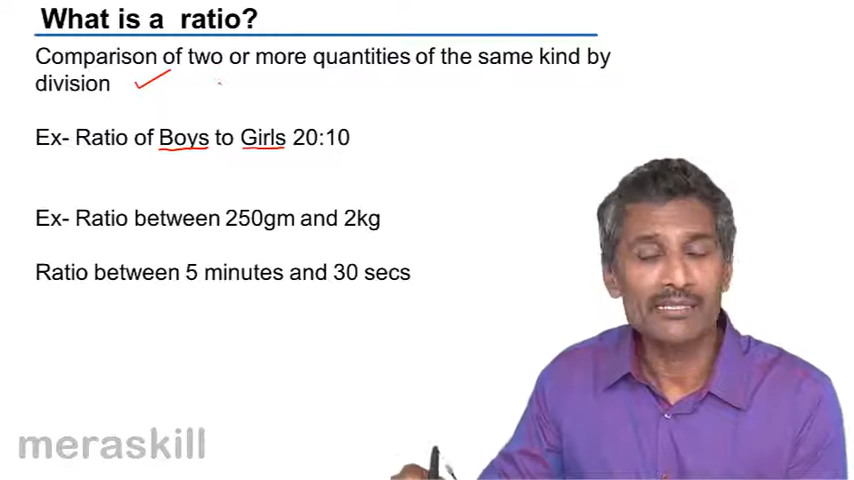 What is a ratio?
Comparison of two or more quantities of the same kind by
division
Ex- Ratio of Boys to Girls 20:10
Ex- Ratio between 250gm and 2kg
Ratio between 5 minutes and 30 secs
meraskill